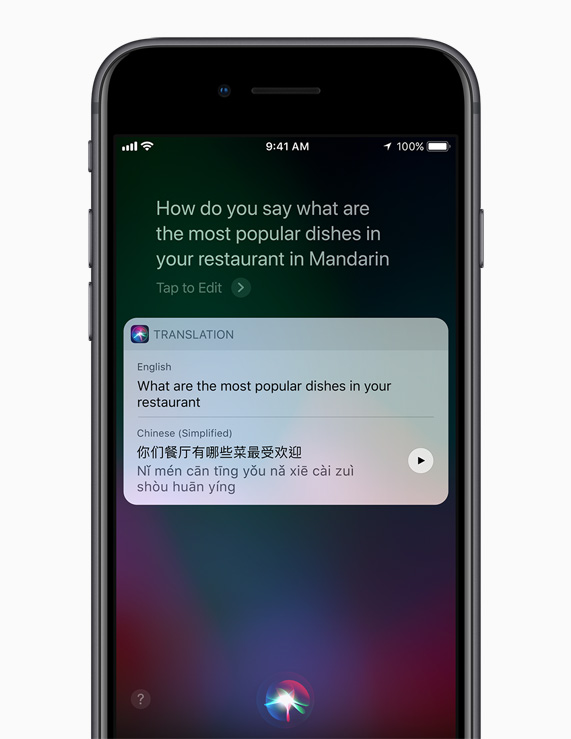 9:41 AM 100%
How do you say what are
the most popular dishes in
your restaurant in Mandarin
Tap to Edit
TRANSLATION
English
What are the most popular dishes in your
restaurant
Chinese (Simplified)
你们餐厅有哪些菜最受欢迎
Nǐ mén cān tīng yǒu nǎ xiē cài zuì
shòu huān yíng
?